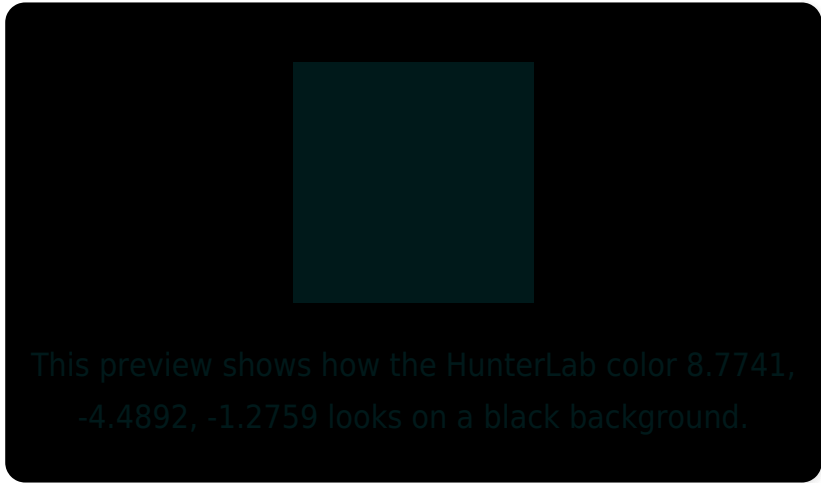 This preview shows how the HunterLab color 8.7741,
-4.4892, -1.2759 looks on a black background.